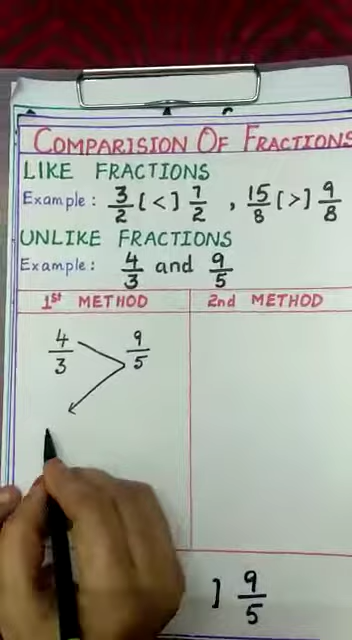 COMPARISION OF FRACTIONS
LIKE FRACTIONS
Example : 3/2 [<] 7/2 , 15/8 [>] 9/8
UNLIKE FRACTIONS
Example : 4/3 and 9/5
1st METHOD 2nd METHOD
4/3 9/5
] 9/5